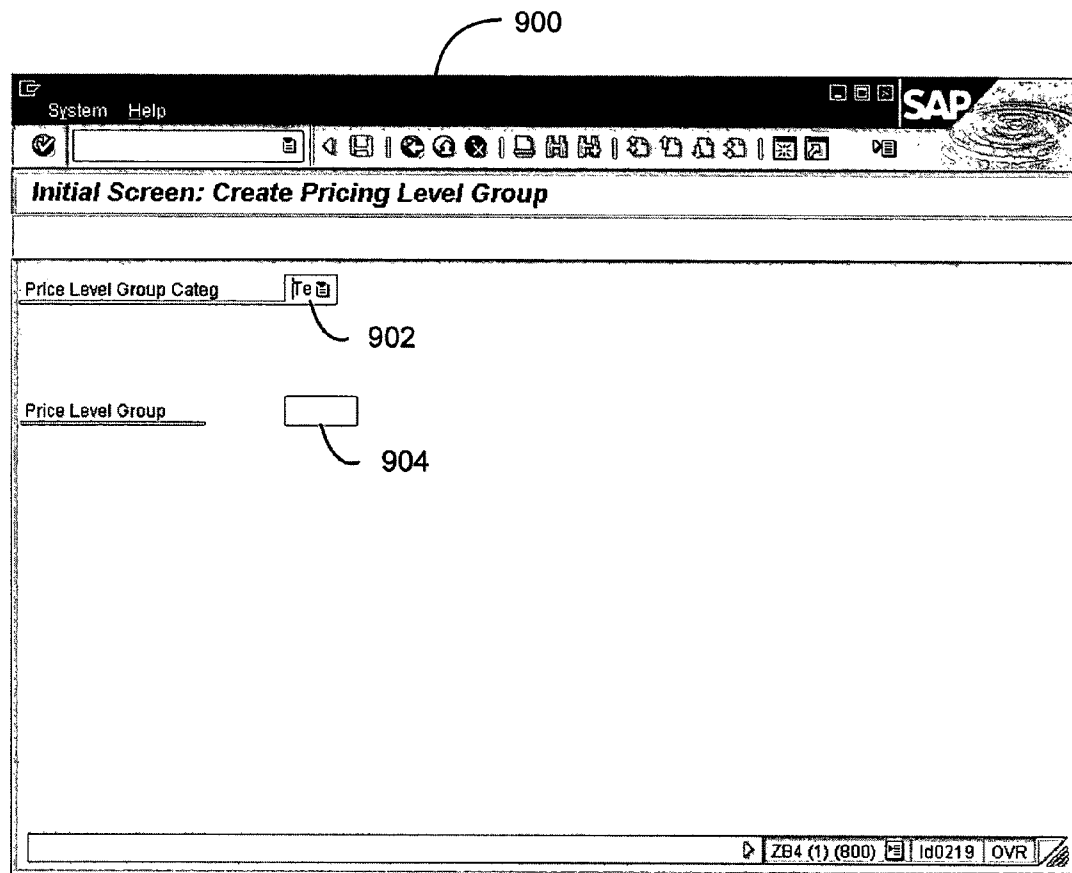 900
System Help
SAP
Initial Screen: Create Pricing Level Group
Price Level Group Categ Te
902
Price Level Group
904
ZB4 (1) (800) ld0219 OVR